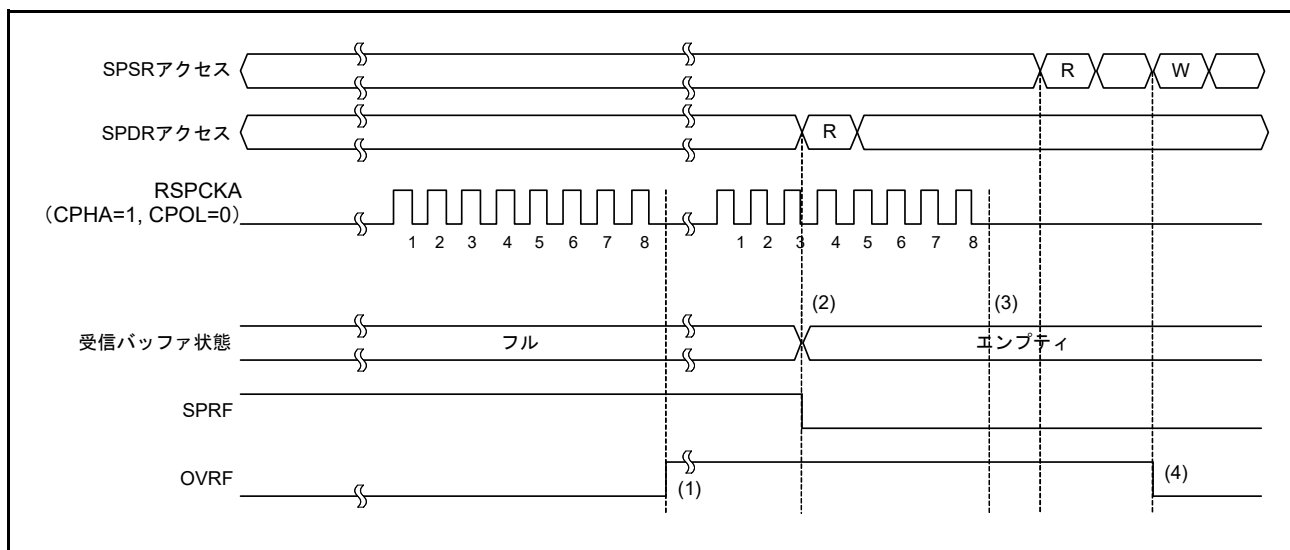 SPSRアクセス
R
W
SPDRアクセス
R
RSPCKA
（CPHA=1, CPOL=0）
1 2 3 4 5 6 7 8
1 2 3 4 5 6 7 8
(2)
(3)
受信バッファ状態
フル
エンプティ
SPRF
OVRF
(1)
(4)